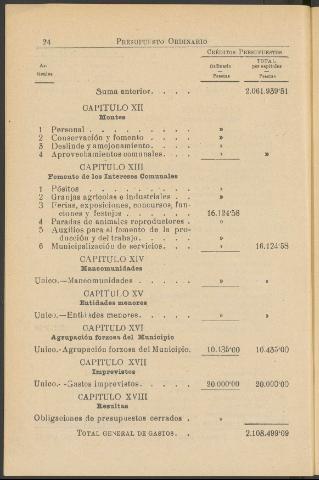 24 PRESUPUESTO ORDINARIO
CRÉDITOS PRESUPUESTOS
Ar-
tículos
Pesetas
TOTAL
por capítulos
Pesetas
Suma anterior. . . . 2.061.939'51
CAPITULO XII
Montes
1 Personal . . . . . . . . . »
2 Conservación y fomento . . . . »
3 Deslinde y amojonamiento. . . . »
4 Aprovechamientos comunales. . . . » »
CAPITULO XIII
Fomento de los Intereses Comunales
1 Pósitos . . . . . . . . . »
2 Granjas agrícolas e industriales . . »
3 Ferias, exposiciones, concursos, fun-
ciones y festejos . . . . . . 16.124'58
4 Paradas de animales reproductores . »
5 Auxilios para el fomento de la pro-
ducción y del trabajo. . . . . »
6 Municipalización de servicios. . . » 16.124'58
CAPITULO XIV
Mancomunidades
Unico.—Mancomunidades . . . . . » »
CAPITULO XV
Entidades menores
Unico.—Entidades menores. . . . . » »
CAPITULO XVI
Agrupación forzosa del Municipio
Unico.-Agrupación forzosa del Municipio. 10.435'00 10.435'00
CAPITULO XVII
Imprevistos
Unico.--Gastos imprevistos. . . . . 20.000'00 20.000'00
CAPITULO XVIII
Resultas
Obligaciones de presupuestos cerrados . »
TOTAL GENERAL DE GASTOS. . 2.108.499'09